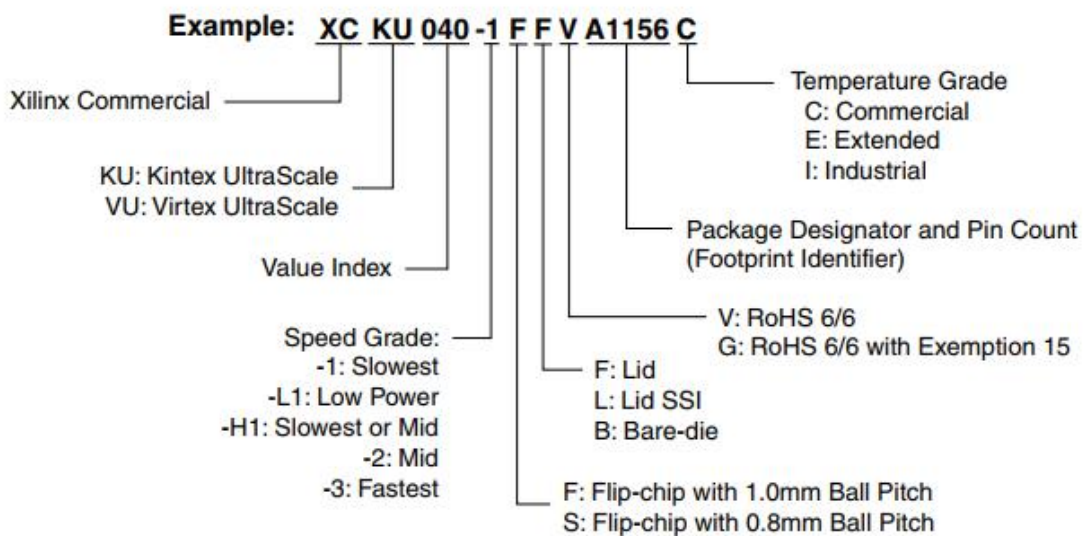 Example: XC KU 040 -1 F F V A1156 C
Xilinx Commercial
KU: Kintex UltraScale
VU: Virtex UltraScale
Value Index
Speed Grade:
-1: Slowest
-L1: Low Power
-H1: Slowest or Mid
-2: Mid
-3: Fastest
Temperature Grade
C: Commercial
E: Extended
I: Industrial
Package Designator and Pin Count
(Footprint Identifier)
V: RoHS 6/6
G: RoHS 6/6 with Exemption 15
F: Lid
L: Lid SSI
B: Bare-die
F: Flip-chip with 1.0mm Ball Pitch
S: Flip-chip with 0.8mm Ball Pitch